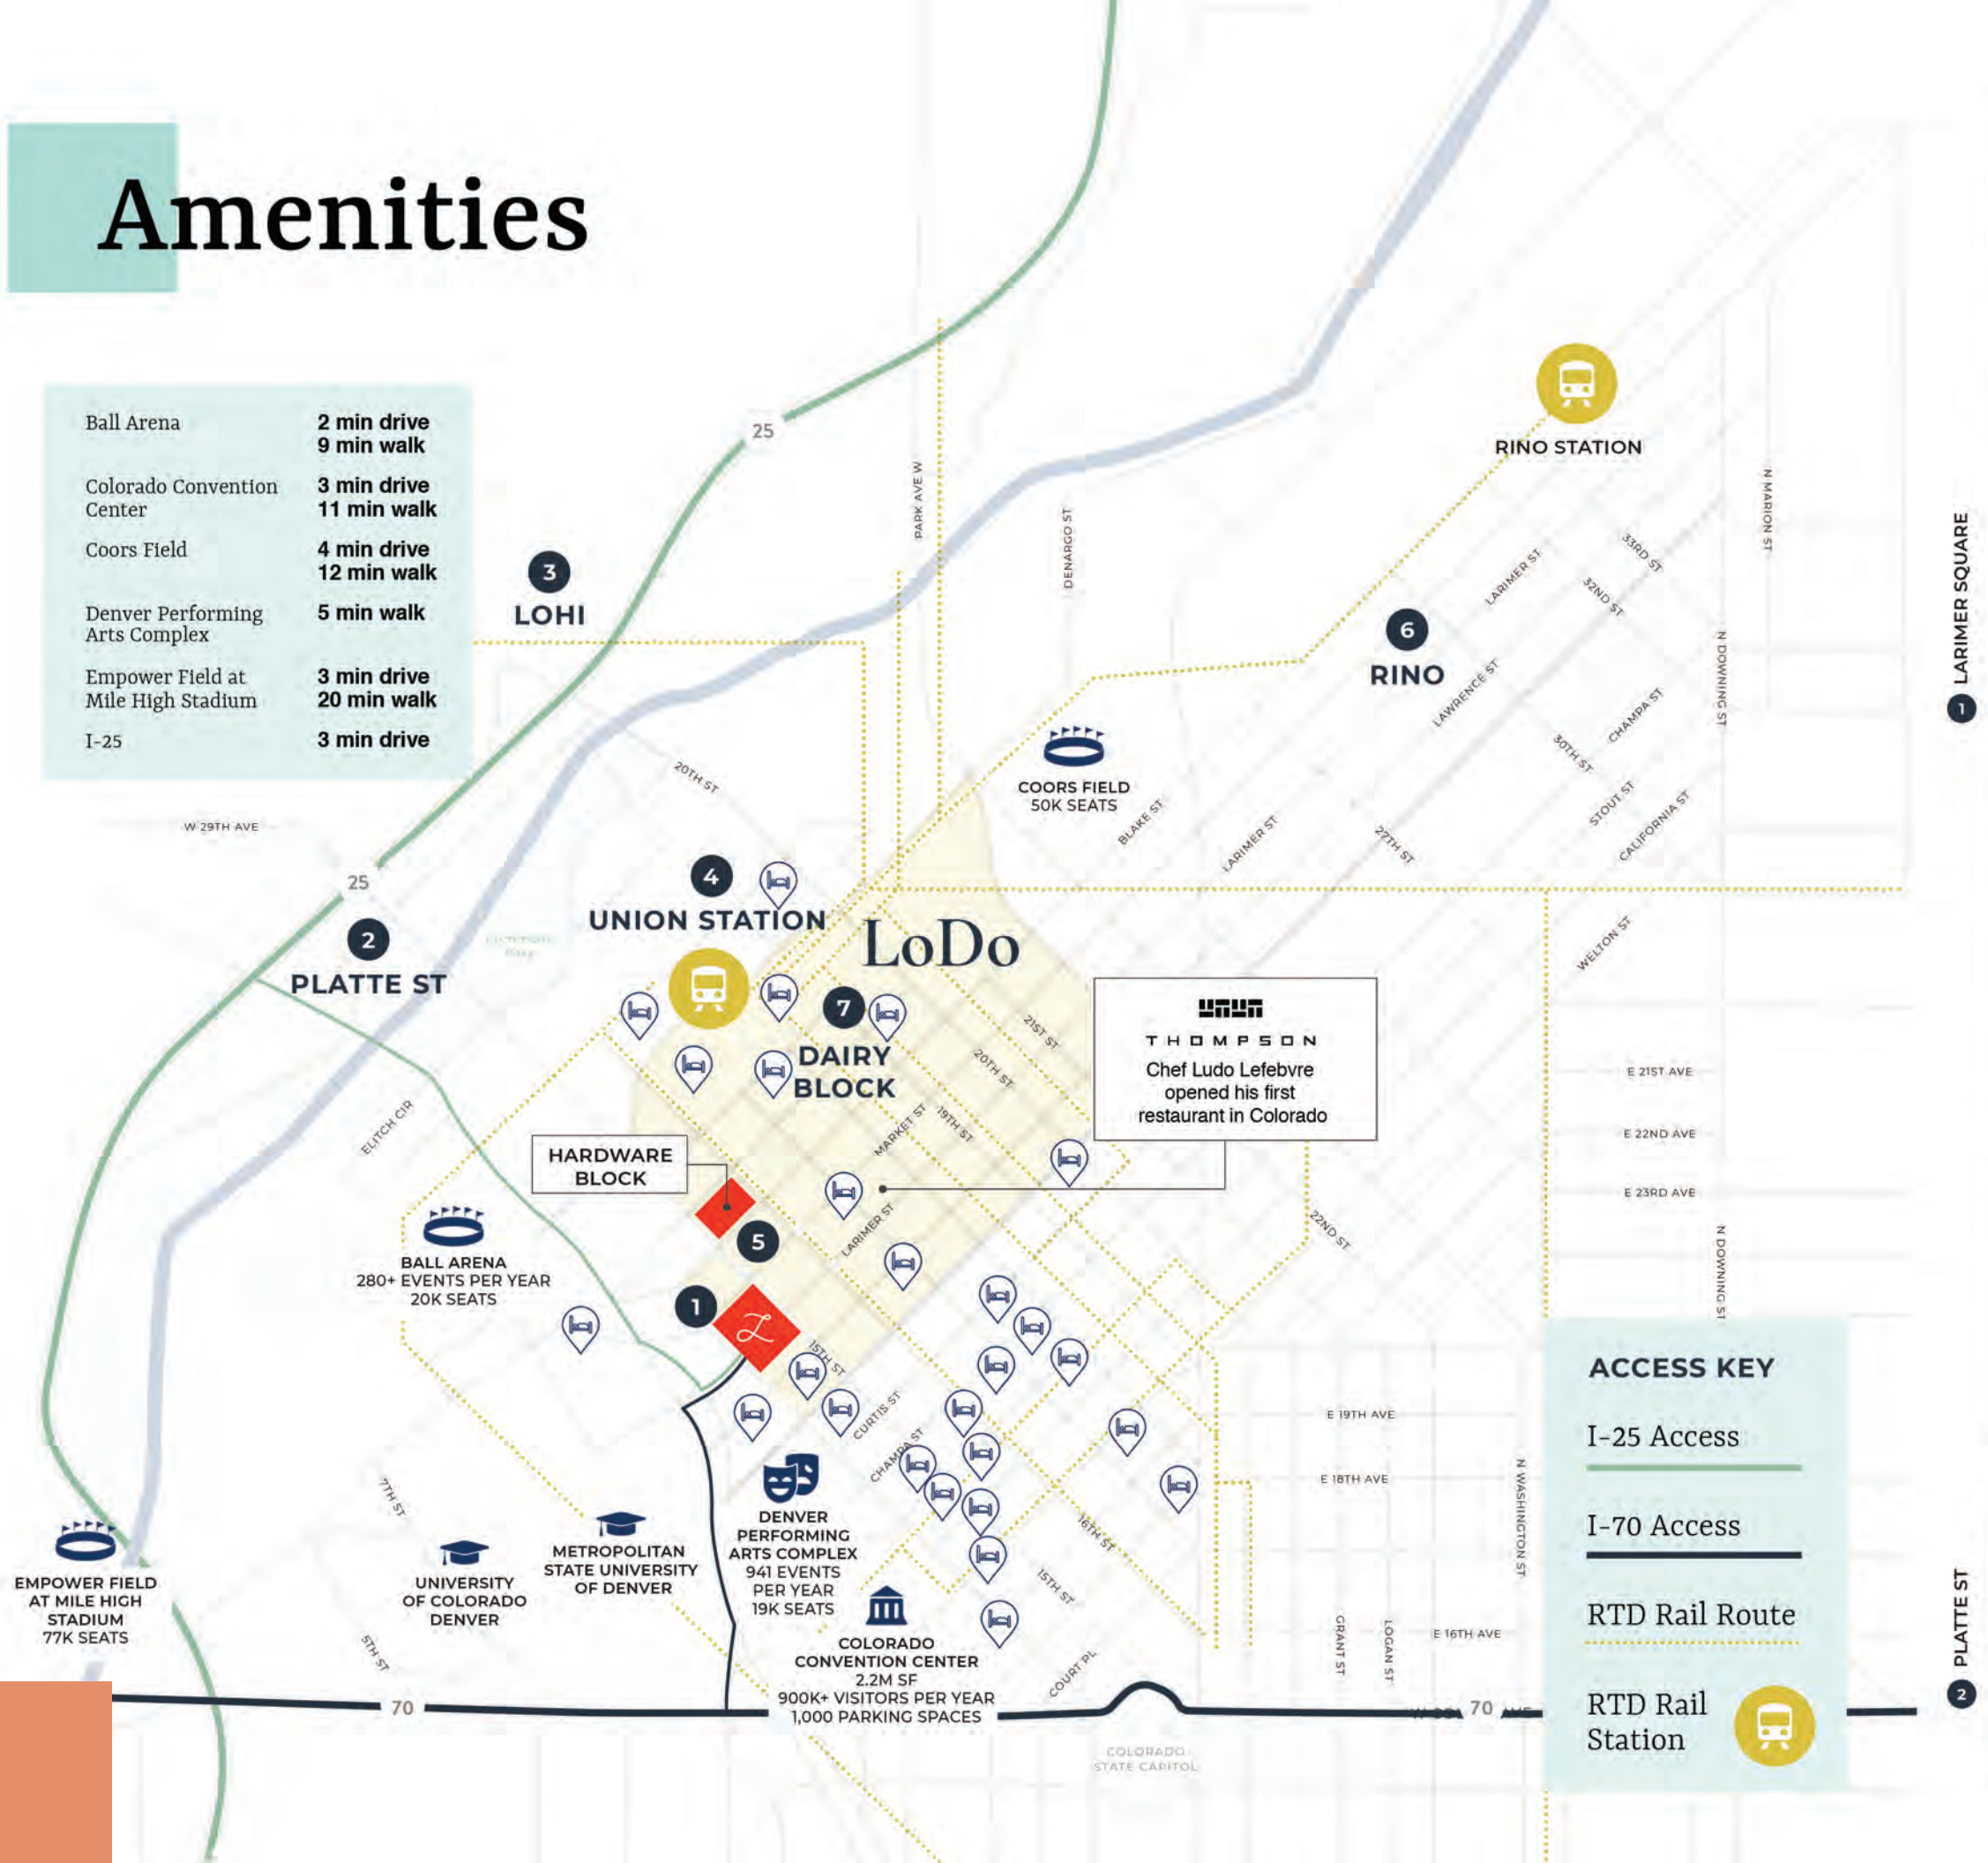 Amenities
Ball Arena
2 min drive
9 min walk
Colorado Convention
Center
3 min drive
11 min walk
Coors Field
4 min drive
12 min walk
Denver Performing
Arts Complex
5 min walk
Empower Field at
Mile High Stadium
3 min drive
20 min walk
I-25
3 min drive
25
3
LOHI
PARK AVE W
DENARGO ST
RINO STATION
N MARION ST
33RD ST
LARIMER ST
32ND ST
6
RINO
LAWRENCE ST
N DOWNING ST
CHAMPA ST
30TH ST
STOUT ST
CALIFORNIA ST
1 LARIMER SQUARE
20TH ST
COORS FIELD
50K SEATS
BLAKE ST
LARIMER ST
27TH ST
W 29TH AVE
25
2
PLATTE ST
4
UNION STATION
LoDo
WELTON ST
7
DAIRY
BLOCK
21ST ST
20TH ST
19TH ST
MARKET ST
THOMPSON
Chef Ludo Lefebvre
opened his first
restaurant in Colorado
E 21ST AVE
E 22ND AVE
E 23RD AVE
N DOWNING ST
22ND ST
ELITCH CIR
HARDWARE
BLOCK
5
LARIMER ST
BALL ARENA
280+ EVENTS PER YEAR
20K SEATS
1
L
15TH ST
CURTIS ST
CHAMPA ST
16TH ST
15TH ST
E 19TH AVE
E 18TH AVE
E 16TH AVE
N WASHINGTON ST
GRANT ST
LOGAN ST
COURT PL
7TH ST
5TH ST
EMPOWER FIELD
AT MILE HIGH
STADIUM
77K SEATS
UNIVERSITY
OF COLORADO
DENVER
METROPOLITAN
STATE UNIVERSITY
OF DENVER
DENVER
PERFORMING
ARTS COMPLEX
941 EVENTS
PER YEAR
19K SEATS
COLORADO
CONVENTION CENTER
2.2M SF
900K+ VISITORS PER YEAR
1,000 PARKING SPACES
70
70
COLORADO
STATE CAPITOL
ACCESS KEY
I-25 Access
I-70 Access
RTD Rail Route
RTD Rail
Station
2 PLATTE ST